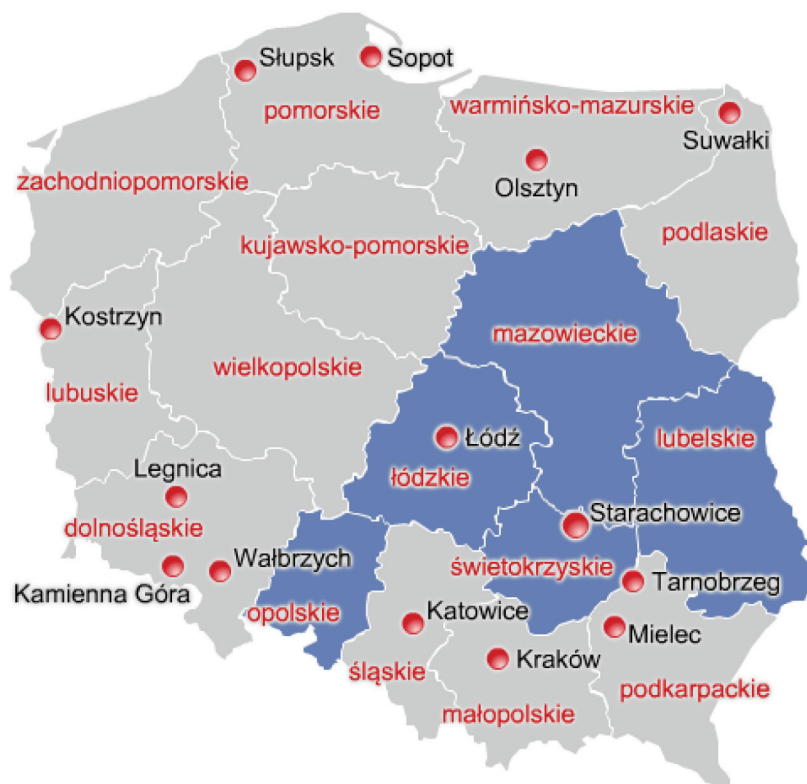 Słupsk
Sopot
pomorskie
warmińsko-mazurskie
Suwałki
Olsztyn
zachodniopomorskie
kujawsko-pomorskie
podlaskie
Kostrzyn
mazowieckie
lubuskie
wielkopolskie
Łódź
lubelskie
łódzkie
Legnica
dolnośląskie
Starachowice
Wałbrzych
Kamienna Góra
świetokrzyskie
Tarnobrzeg
opolskie
Katowice
Mielec
śląskie
Kraków
małopolskie
podkarpackie